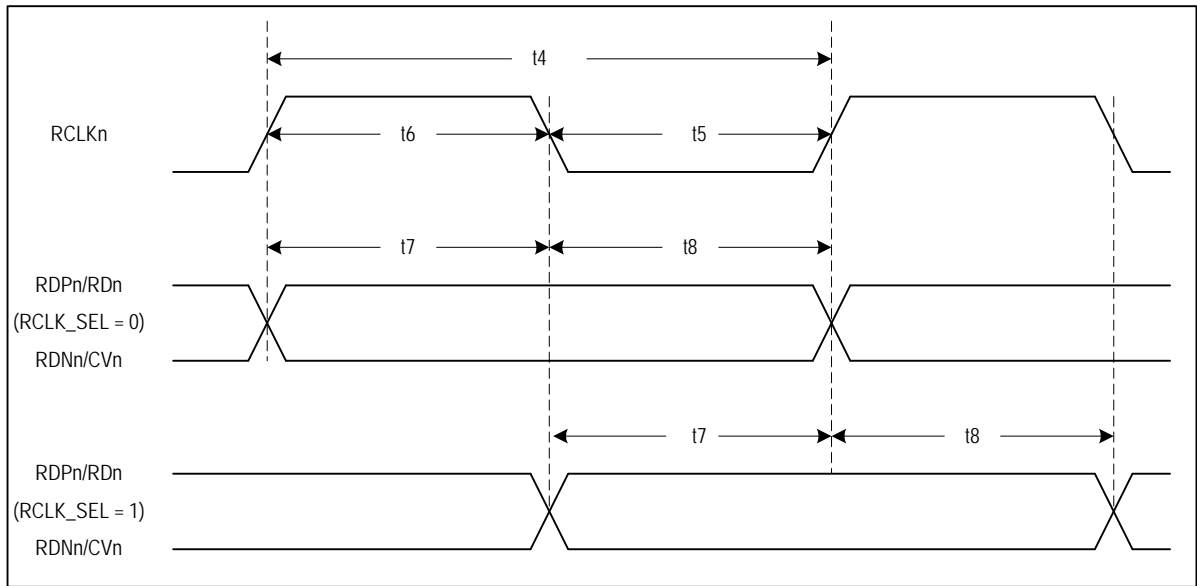 t4
RCLKn
t6
t5
t7
t8
RDPn/RDn
(RCLK_SEL = 0)
RDNn/CVn
t7
t8
RDPn/RDn
(RCLK_SEL = 1)
RDNn/CVn